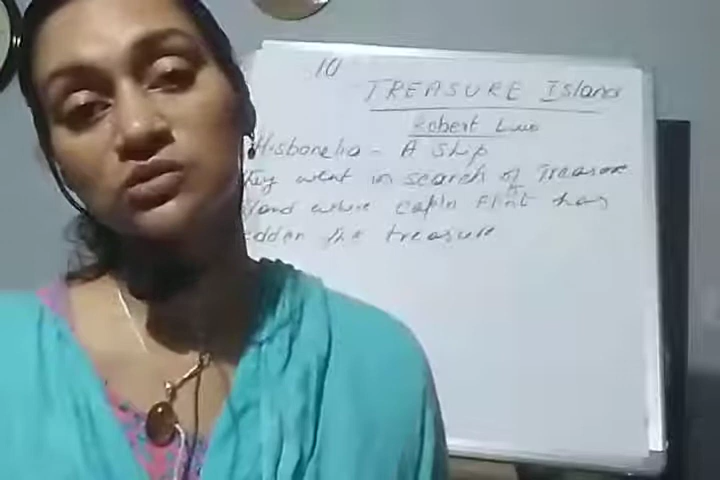 10
TREASURE Island
Robert Luis
Hisbanelia - A Ship
They went in search of Treasure
Island where Captn Flint has
hidden the treasure